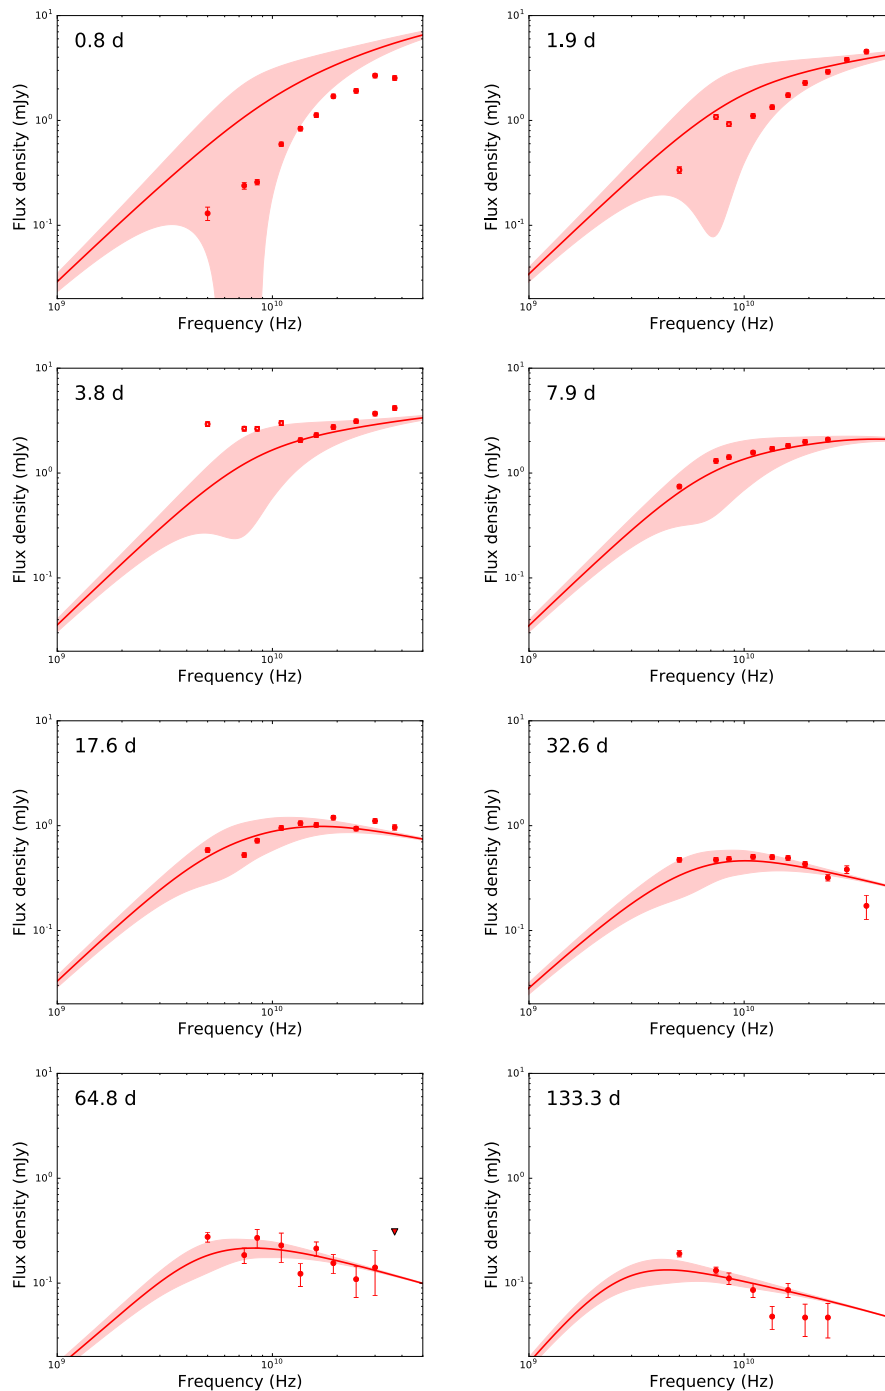 0.8 d
10¹
10⁰
10⁻¹
Flux density (mJy)
10⁹
10¹⁰
Frequency (Hz)
1.9 d
10¹
10⁰
10⁻¹
Flux density (mJy)
10⁹
10¹⁰
Frequency (Hz)
3.8 d
10¹
10⁰
10⁻¹
Flux density (mJy)
10⁹
10¹⁰
Frequency (Hz)
7.9 d
10¹
10⁰
10⁻¹
Flux density (mJy)
10⁹
10¹⁰
Frequency (Hz)
17.6 d
10¹
10⁰
10⁻¹
Flux density (mJy)
10⁹
10¹⁰
Frequency (Hz)
32.6 d
10¹
10⁰
10⁻¹
Flux density (mJy)
10⁹
10¹⁰
Frequency (Hz)
64.8 d
10¹
10⁰
10⁻¹
Flux density (mJy)
10⁹
10¹⁰
Frequency (Hz)
133.3 d
10¹
10⁰
10⁻¹
Flux density (mJy)
10⁹
10¹⁰
Frequency (Hz)